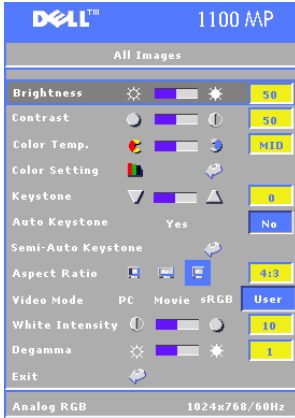 DELL™ 1100 MP
All Images
Brightness 50
Contrast 50
Color Temp. MID
Color Setting
Keystone 0
Auto Keystone Yes No
Semi-Auto Keystone
Aspect Ratio 4:3
Video Mode PC Movie sRGB User
White Intensity 10
Degamma 1
Exit
Analog RGB 1024x768/60Hz